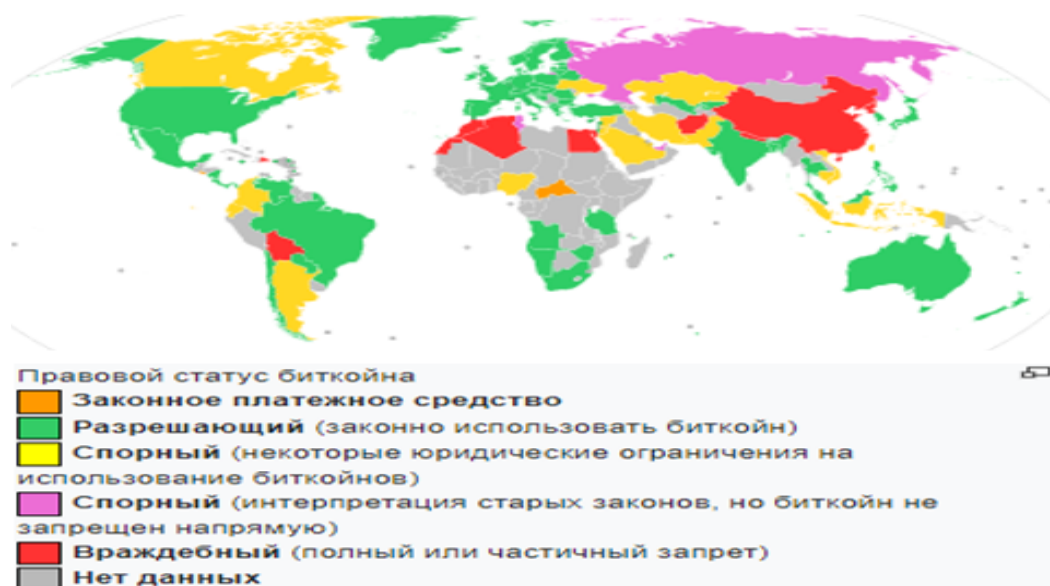 Правовой статус биткойна
Законное платежное средство
Разрешающий (законно использовать биткойн)
Спорный (некоторые юридические ограничения на
использование биткойнов)
Спорный (интерпретация старых законов, но биткойн не
запрещен напрямую)
Враждебный (полный или частичный запрет)
Нет данных